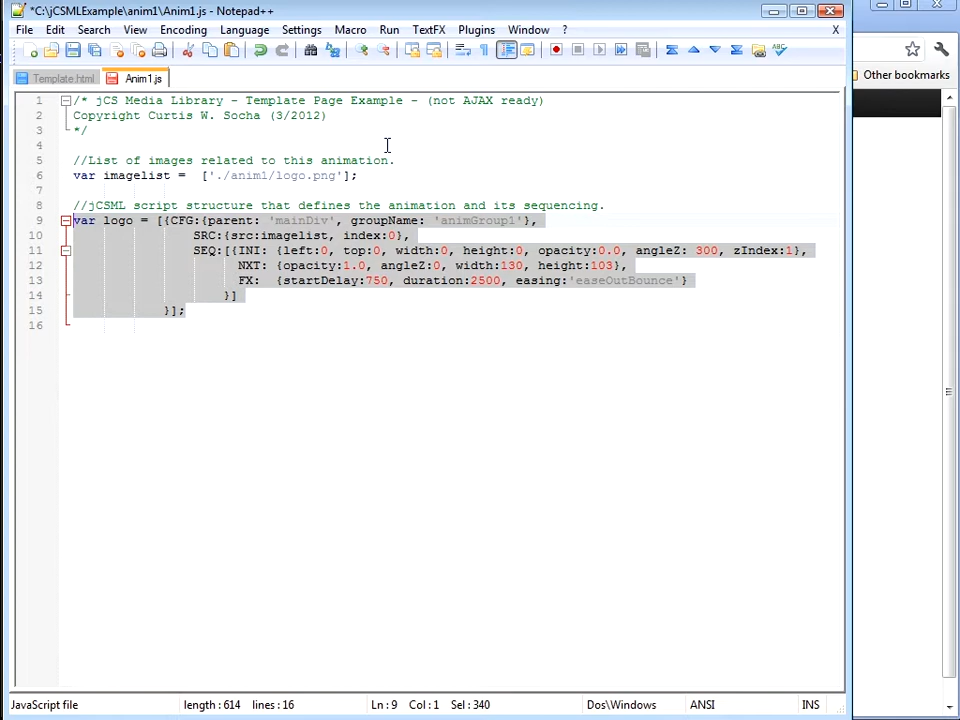 *C:\jCSMLExample\anim1\Anim1.js - Notepad++
File Edit Search View Encoding Language Settings Macro Run TextFX Plugins Window ? X
Template.html Anim1.js
Other bookmarks
1 /* jCS Media Library - Template Page Example - (not AJAX ready)
2 Copyright Curtis W. Socha (3/2012)
3 */
4
5 //List of images related to this animation.
6 var imagelist =  ['./anim1/logo.png'];
7
8 //jCSML script structure that defines the animation and its sequencing.
9 var logo = [{CFG:{parent: 'mainDiv', groupName: 'animGroup1'},
10 SRC:{src:imagelist, index:0},
11 SEQ:[{INI: {left:0, top:0, width:0, height:0, opacity:0.0, angleZ: 300, zIndex:1},
12 NXT: {opacity:1.0, angleZ:0, width:130, height:103},
13 FX:  {startDelay:750, duration:2500, easing:'easeOutBounce'}
14 }]
15 }];
16
JavaScript file length : 614 lines : 16 Ln : 9 Col : 1 Sel : 340 Dos\Windows ANSI INS